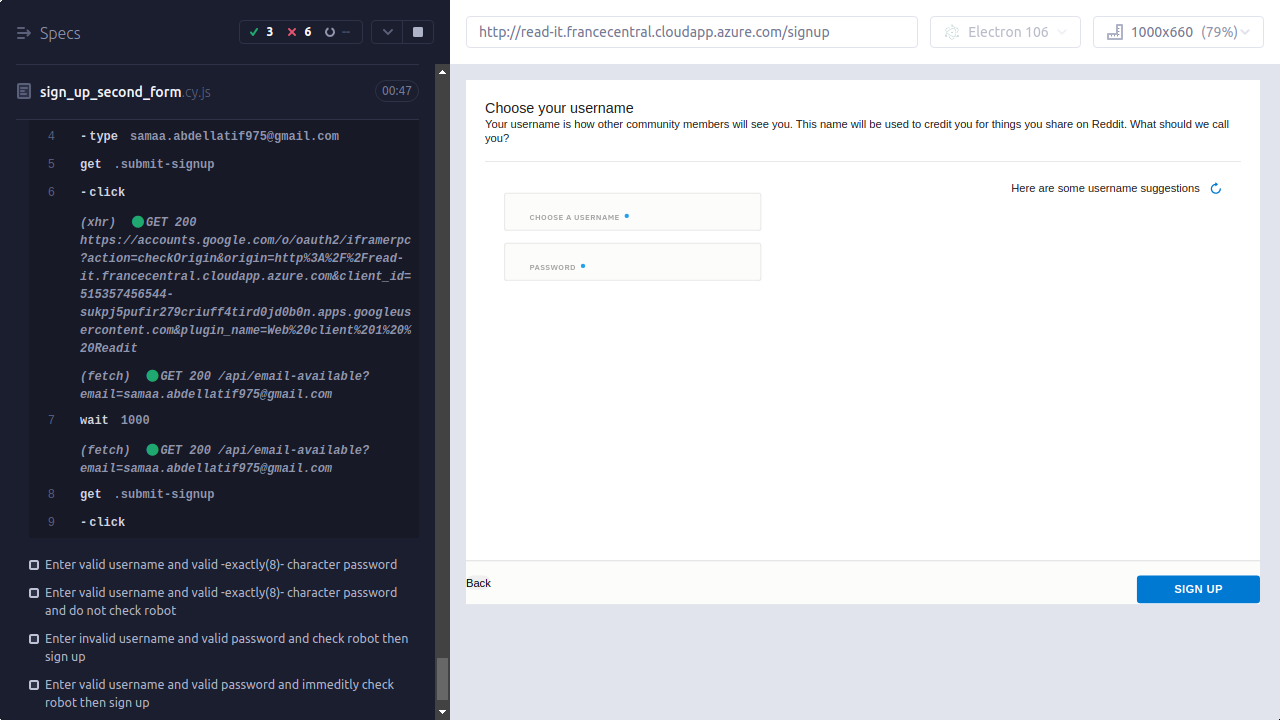 Specs
3 6 --
http://read-it.francecentral.cloudapp.azure.com/signup
Electron 106
1000x660 (79%)
sign_up_second_form.cy.js
00:47
4 -type samaa.abdellatif975@gmail.com
5 get .submit-signup
6 -click
(xhr) GET 200
https://accounts.google.com/o/oauth2/iframerpc
?action=checkOrigin&origin=http%3A%2F%2Fread-
it.francecentral.cloudapp.azure.com&client_id=
515357456544-
sukpj5pufir279criuff4tird0jd0b0n.apps.googleus
ercontent.com&plugin_name=Web%20client%201%20%
20Readit
(fetch) GET 200 /api/email-available?
email=samaa.abdellatif975@gmail.com
7 wait 1000
(fetch) GET 200 /api/email-available?
email=samaa.abdellatif975@gmail.com
8 get .submit-signup
9 -click
Enter valid username and valid -exactly(8)- character password
Enter valid username and valid -exactly(8)- character password
and do not check robot
Enter invalid username and valid password and check robot then
sign up
Enter valid username and valid password and immeditly check
robot then sign up
Choose your username
Your username is how other community members will see you. This name will be used to credit you for things you share on Reddit. What should we call
you?
Here are some username suggestions
CHOOSE A USERNAME
PASSWORD
Back
SIGN UP